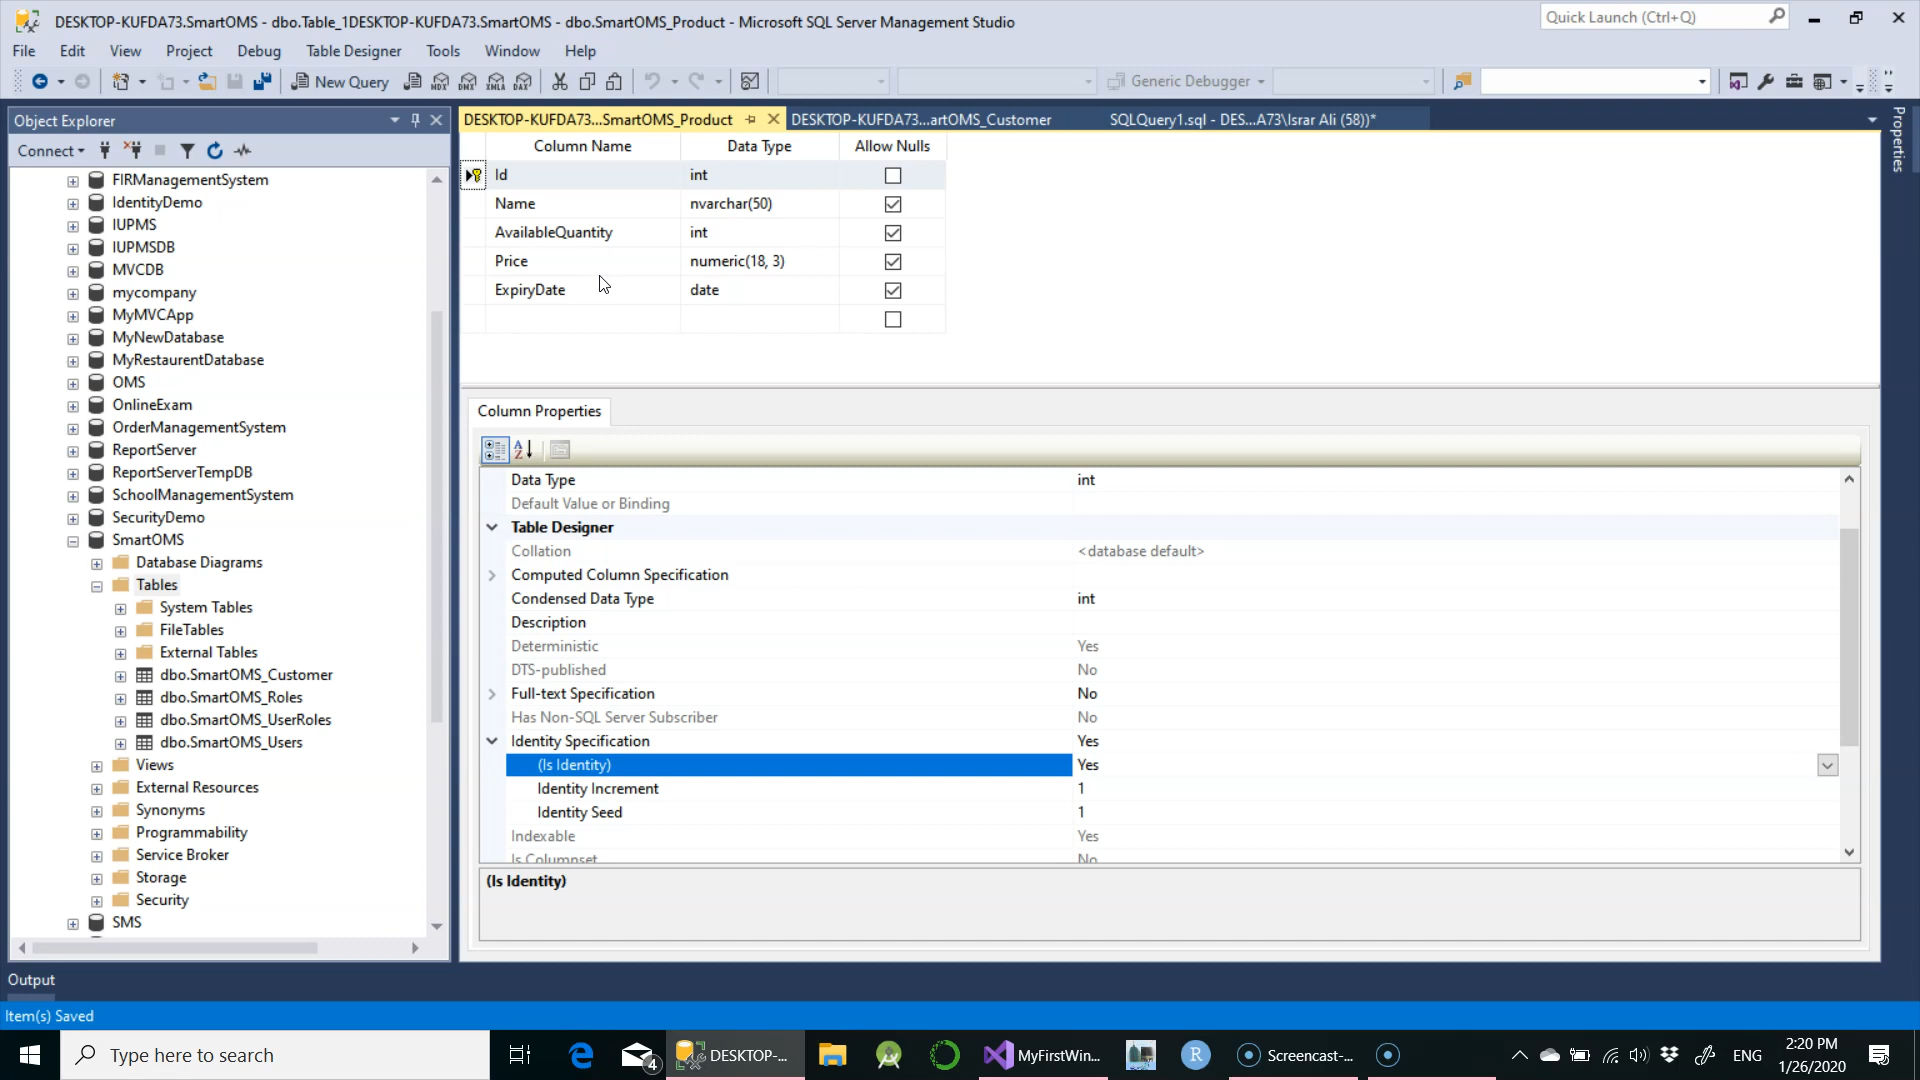 DESKTOP-KUFDA73.SmartOMS - dbo.Table_1DESKTOP-KUFDA73.SmartOMS - dbo.SmartOMS_Product - Microsoft SQL Server Management Studio
Quick Launch (Ctrl+Q)
File Edit View Project Debug Table Designer Tools Window Help
New Query MDX DMX XMLA DAX Generic Debugger
Object Explorer
Connect
FIRManagementSystem
IdentityDemo
IUPMS
IUPMSDB
MVCDB
mycompany
MyMVCApp
MyNewDatabase
MyRestaurentDatabase
OMS
OnlineExam
OrderManagementSystem
ReportServer
ReportServerTempDB
SchoolManagementSystem
SecurityDemo
SmartOMS
Database Diagrams
Tables
System Tables
FileTables
External Tables
dbo.SmartOMS_Customer
dbo.SmartOMS_Roles
dbo.SmartOMS_UserRoles
dbo.SmartOMS_Users
Views
External Resources
Synonyms
Programmability
Service Broker
Storage
Security
SMS
DESKTOP-KUFDA73...SmartOMS_Product DESKTOP-KUFDA73...artOMS_Customer SQLQuery1.sql - DES...A73\Israr Ali (58))*
Column Name Data Type Allow Nulls
Id int
Name nvarchar(50)
AvailableQuantity int
Price numeric(18, 3)
ExpiryDate date
Column Properties
Data Type int
Default Value or Binding
Table Designer
Collation <database default>
Computed Column Specification
Condensed Data Type int
Description
Deterministic Yes
DTS-published No
Full-text Specification No
Has Non-SQL Server Subscriber No
Identity Specification Yes
(Is Identity) Yes
Identity Increment 1
Identity Seed 1
Indexable Yes
Is Columnset No
(Is Identity)
Properties
Output
Item(s) Saved
Type here to search
4
DESKTOP-...
MyFirstWin...
R
Screencast-...
ENG
2:20 PM
1/26/2020